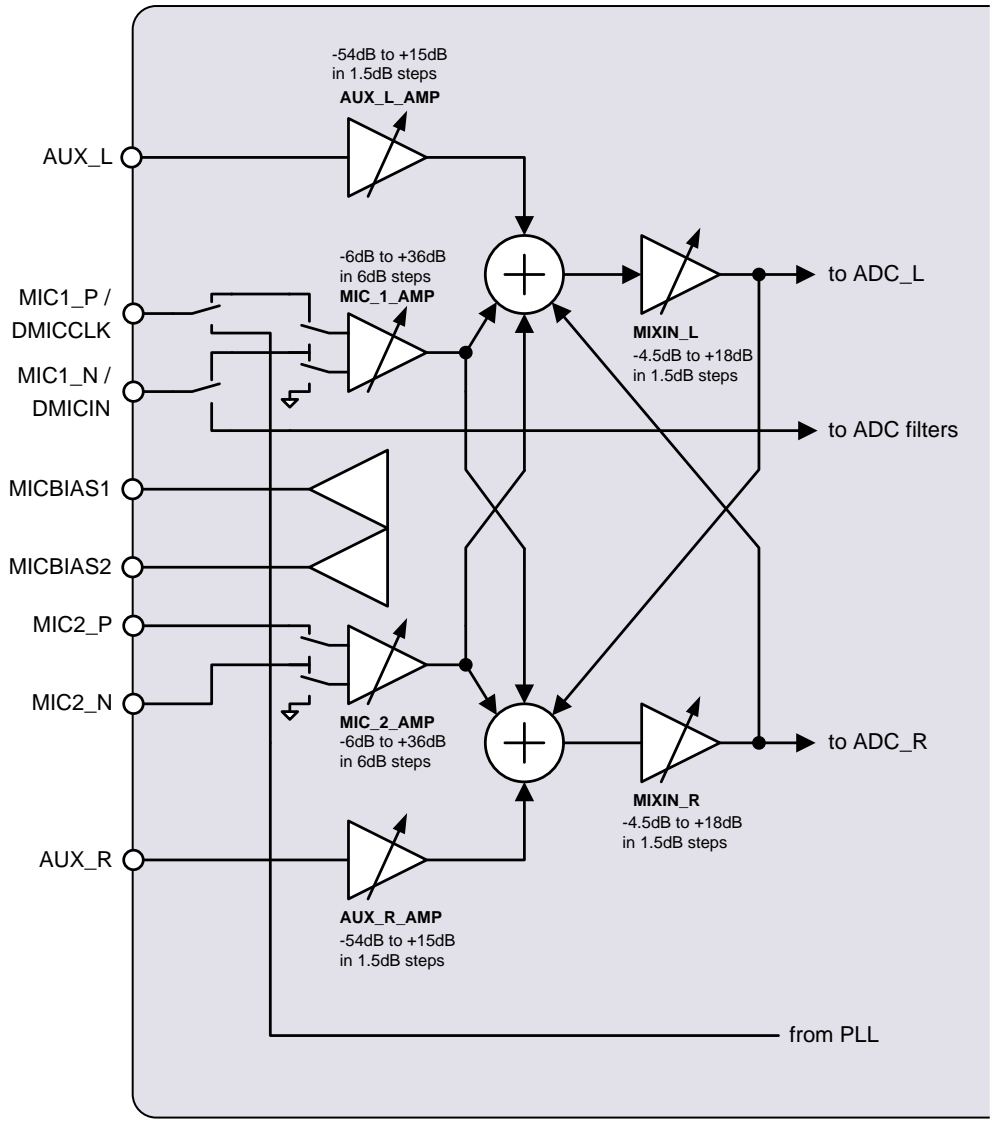 -54dB to +15dB
in 1.5dB steps
AUX_L_AMP
AUX_L
-6dB to +36dB
in 6dB steps
MIC_1_AMP
to ADC_L
MIC1_P /
DMICCLK
MIXIN_L
-4.5dB to +18dB
in 1.5dB steps
MIC1_N /
DMICIN
to ADC filters
MICBIAS1
MICBIAS2
MIC2_P
MIC2_N
MIC_2_AMP
-6dB to +36dB
in 6dB steps
to ADC_R
MIXIN_R
-4.5dB to +18dB
in 1.5dB steps
AUX_R
AUX_R_AMP
-54dB to +15dB
in 1.5dB steps
from PLL